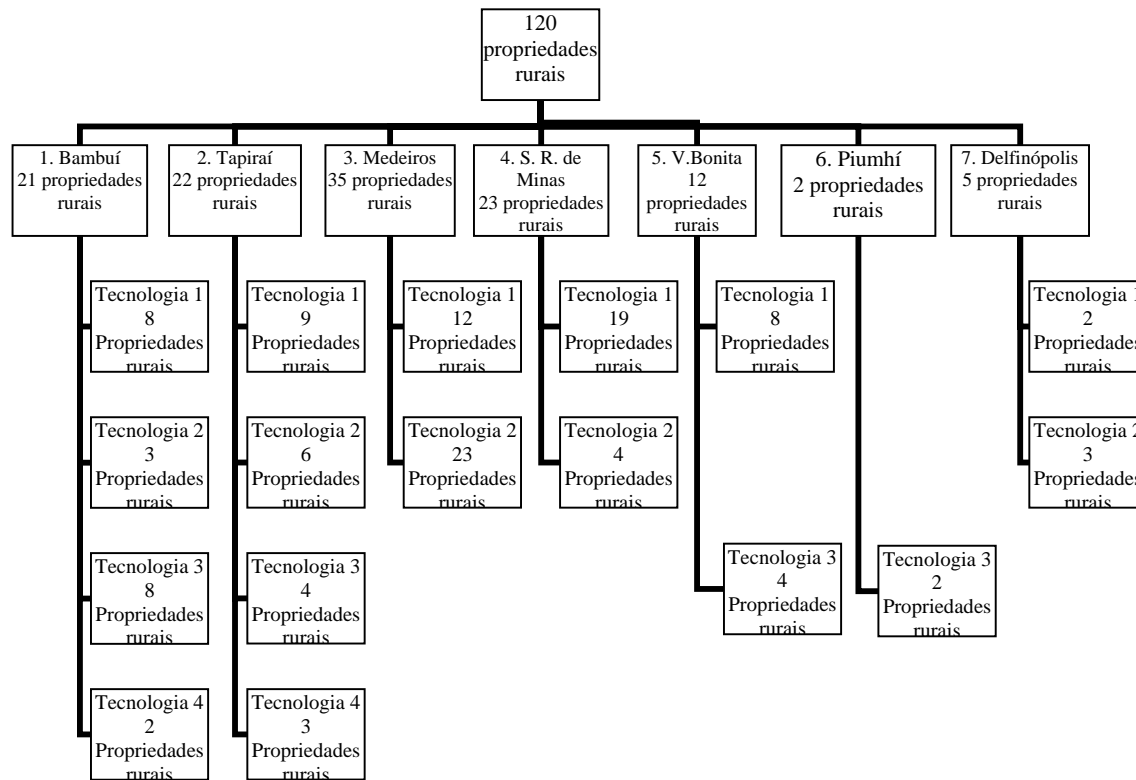 120
propriedades
rurais
1. Bambuí
21 propriedades
rurais
2. Tapiraí
22 propriedades
rurais
3. Medeiros
35 propriedades
rurais
4. S. R. de
Minas
23 propriedades
rurais
5. V.Bonita
12
propriedades
rurais
6. Piumhí
2 propriedades
rurais
7. Delfinópolis
5 propriedades
rurais
Tecnologia 1
8
Propriedades
rurais
Tecnologia 1
9
Propriedades
rurais
Tecnologia 1
12
Propriedades
rurais
Tecnologia 1
19
Propriedades
rurais
Tecnologia 1
8
Propriedades
rurais
Tecnologia 1
2
Propriedades
rurais
Tecnologia 2
3
Propriedades
rurais
Tecnologia 2
6
Propriedades
rurais
Tecnologia 2
23
Propriedades
rurais
Tecnologia 2
4
Propriedades
rurais
Tecnologia 2
3
Propriedades
rurais
Tecnologia 3
8
Propriedades
rurais
Tecnologia 3
4
Propriedades
rurais
Tecnologia 3
4
Propriedades
rurais
Tecnologia 3
2
Propriedades
rurais
Tecnologia 4
2
Propriedades
rurais
Tecnologia 4
3
Propriedades
rurais